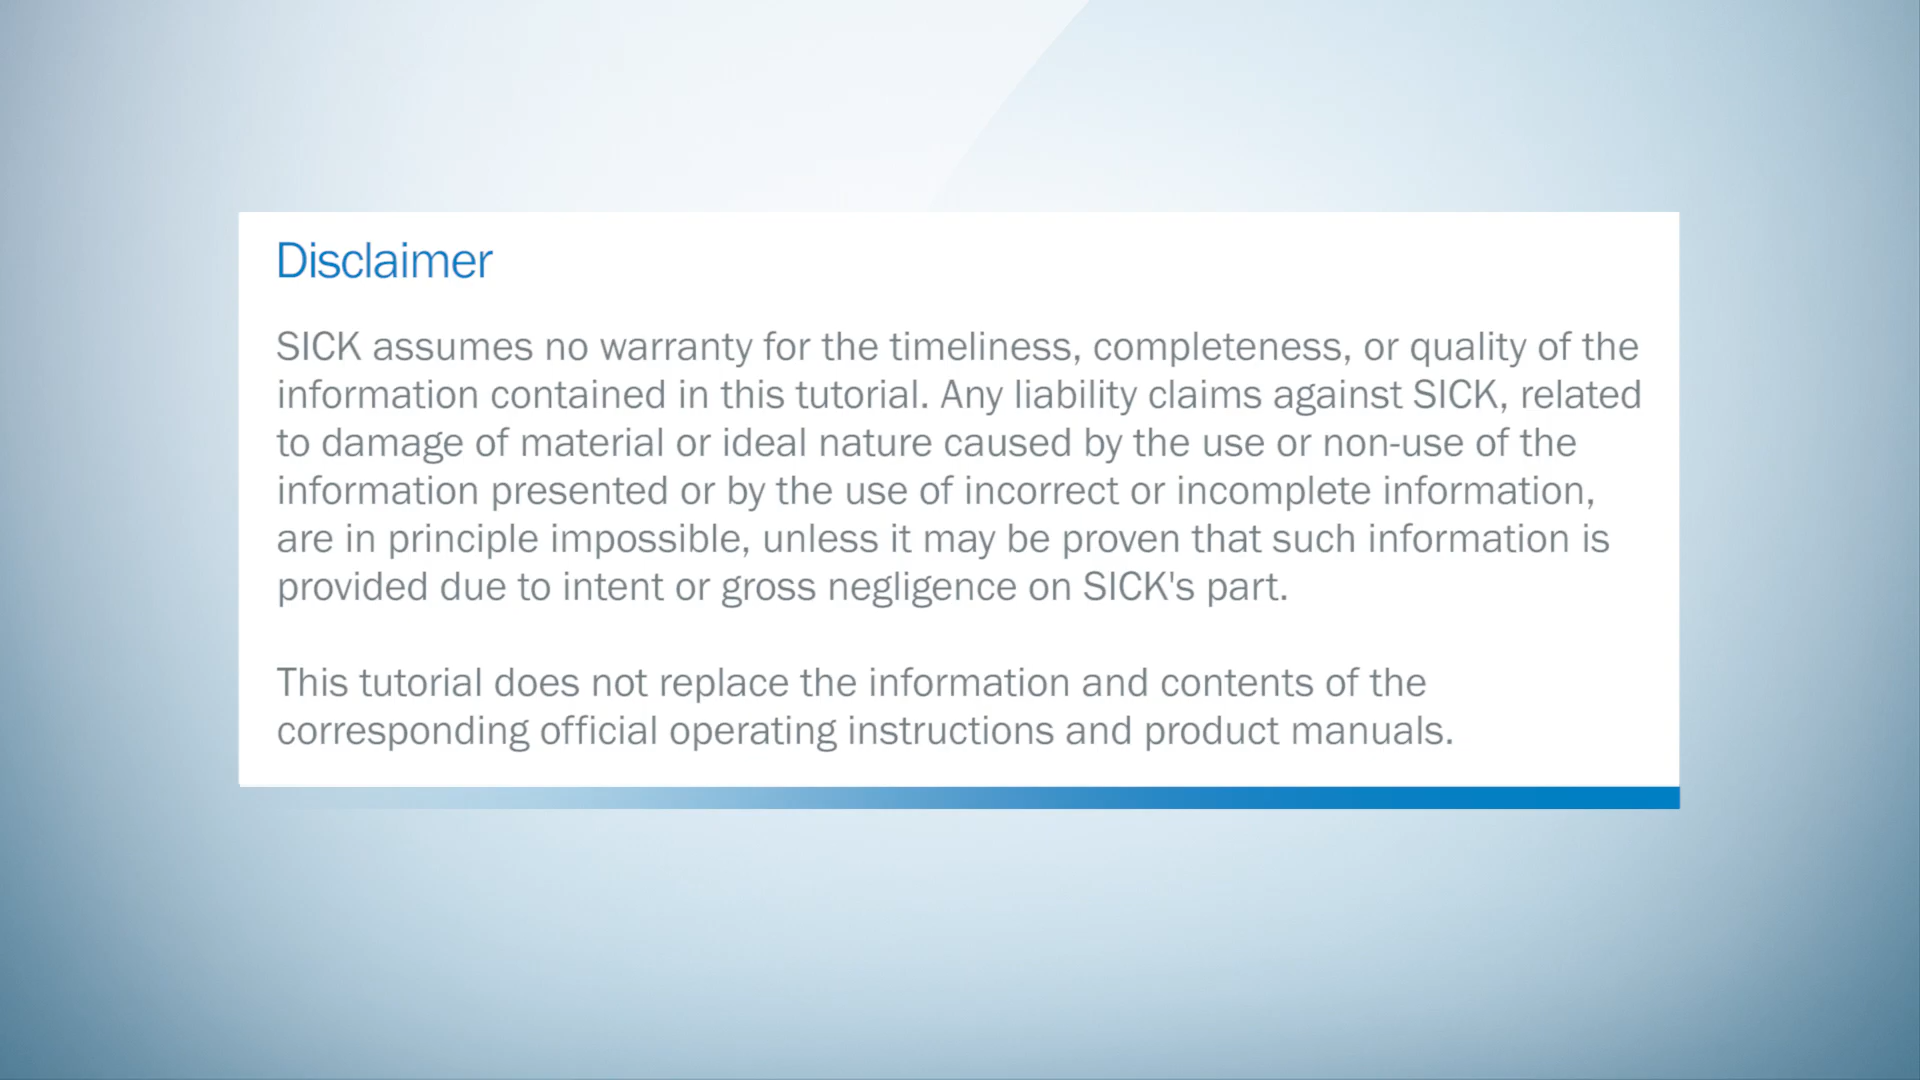 Disclaimer
SICK assumes no warranty for the timeliness, completeness, or quality of the
information contained in this tutorial. Any liability claims against SICK, related
to damage of material or ideal nature caused by the use or non-use of the
information presented or by the use of incorrect or incomplete information,
are in principle impossible, unless it may be proven that such information is
provided due to intent or gross negligence on SICK's part.
This tutorial does not replace the information and contents of the
corresponding official operating instructions and product manuals.